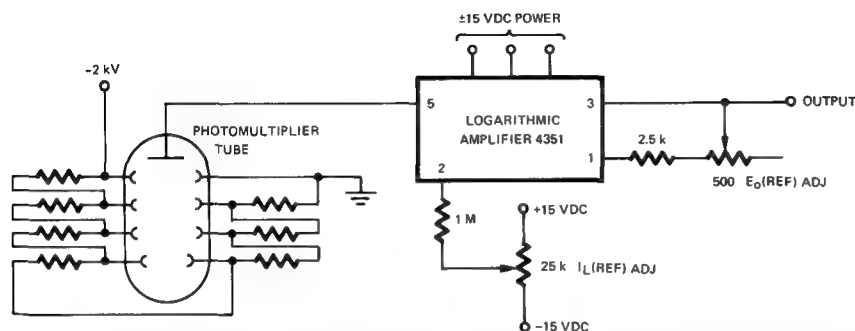 ±15 VDC POWER
-2 kV
PHOTOMULTIPLIER
TUBE
5
3
LOGARITHMIC
AMPLIFIER 4351
2
1
OUTPUT
2.5 k
500 Eo(REF) ADJ
1 M
+15 VDC
25 k IL(REF) ADJ
-15 VDC